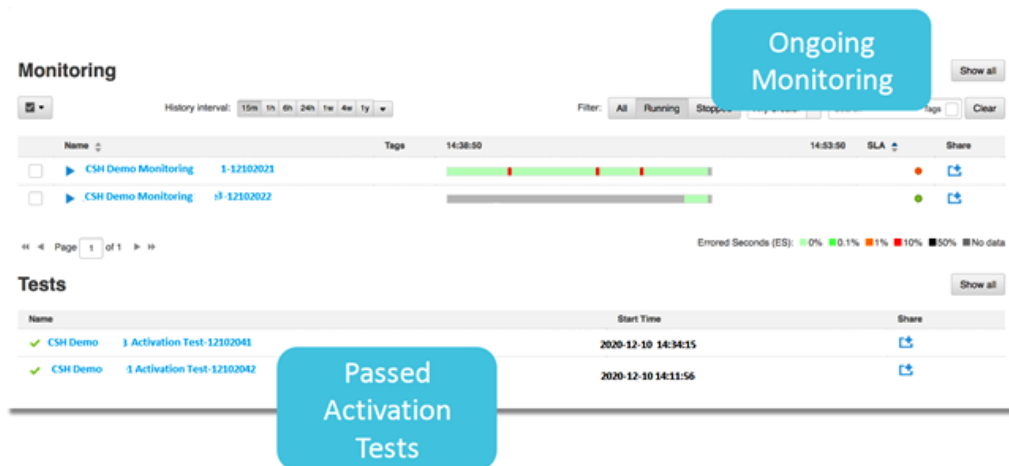 Ongoing
Monitoring
Monitoring
Show all
History interval: 15m 1h 6h 24h 1w 4w 1y
Filter: All Running Tags Clear
Name Tags 14:38:50 14:53:50 SLA Share
CSH Demo Monitoring 1-12102021
CSH Demo Monitoring 3-12102022
Page 1 of 1
Errored Seconds (ES): 0% 0.1% 1% 10% 50% No data
Tests
Show all
Name Start Time Share
CSH Demo Activation Test-12102041 2020-12-10 14:34:15
CSH Demo 1 Activation Test-12102042 2020-12-10 14:11:56
Passed
Activation
Tests